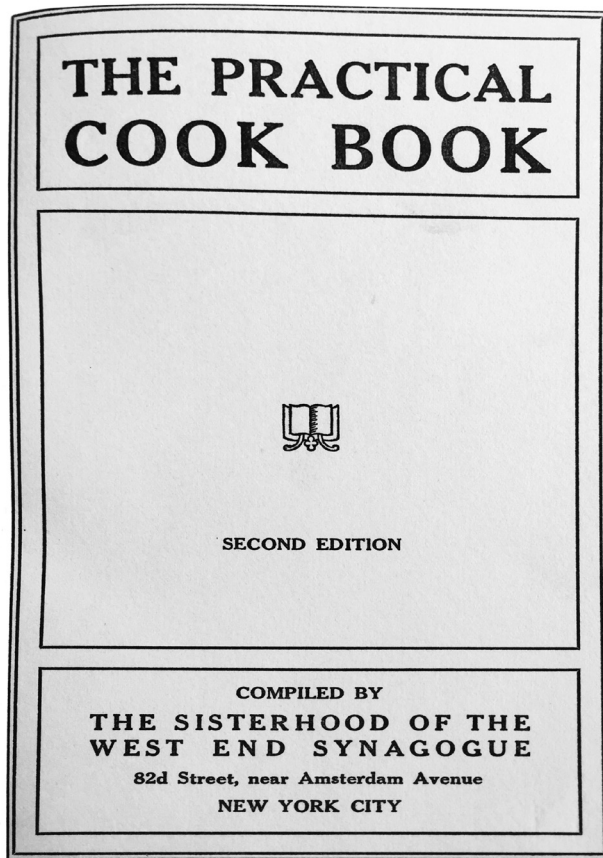 THE PRACTICAL
COOK BOOK
SECOND EDITION
COMPILED BY
THE SISTERHOOD OF THE
WEST END SYNAGOGUE
82d Street, near Amsterdam Avenue
NEW YORK CITY